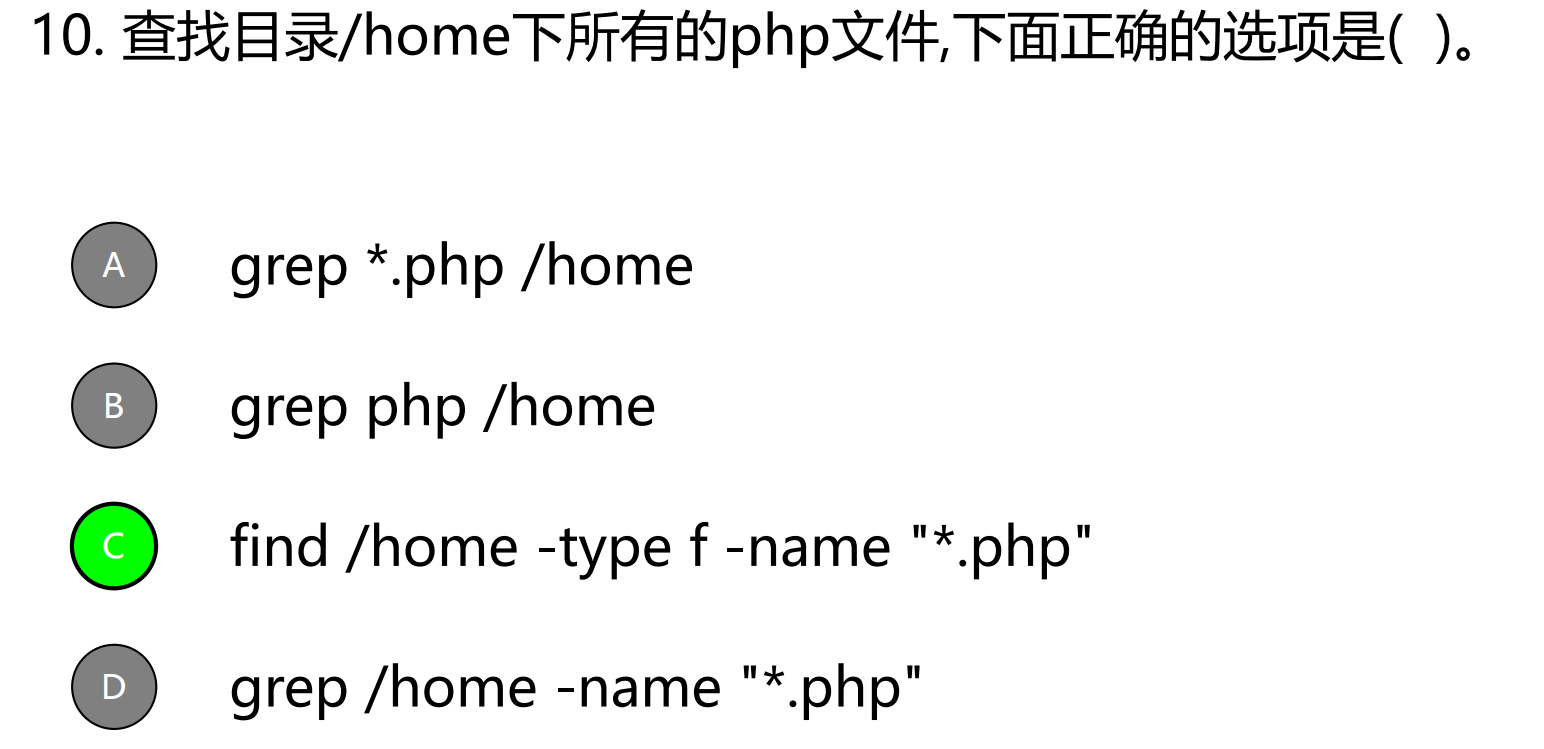 10. 查找目录/home下所有的php文件,下面正确的选项是( )。
A grep *.php /home
B grep php /home
C find /home -type f -name "*.php"
D grep /home -name "*.php"